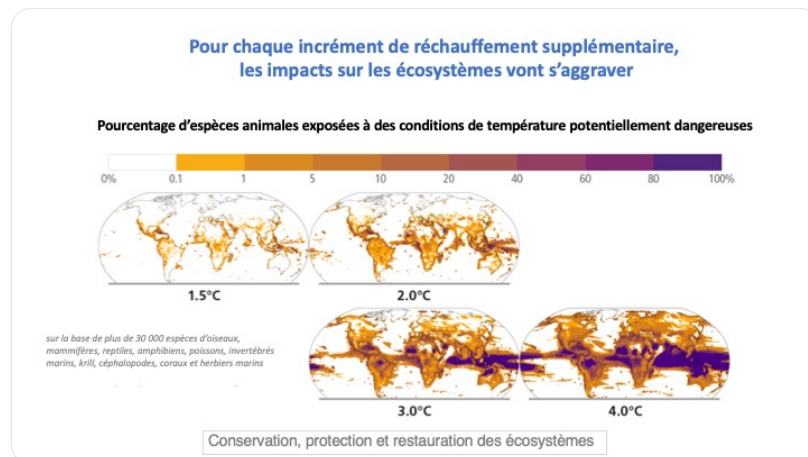 Pour chaque incrément de réchauffement supplémentaire,
les impacts sur les écosystèmes vont s’aggraver
Pourcentage d’espèces animales exposées à des conditions de température potentiellement dangereuses
0% 0.1 1 5 10 20 40 60 80 100%
1.5°C 2.0°C
sur la base de plus de 30 000 espèces d’oiseaux,
mammifères, reptiles, amphibiens, poissons, invertébrés
marins, krill, céphalopodes, coraux et herbiers marins
3.0°C 4.0°C
Conservation, protection et restauration des écosystèmes